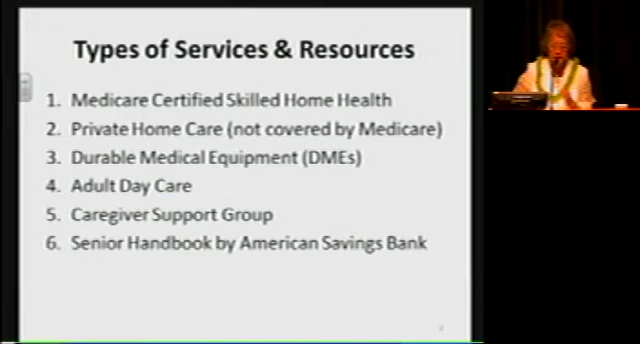 Types of Services & Resources
1. Medicare Certified Skilled Home Health
2. Private Home Care (not covered by Medicare)
3. Durable Medical Equipment (DMEs)
4. Adult Day Care
5. Caregiver Support Group
6. Senior Handbook by American Savings Bank